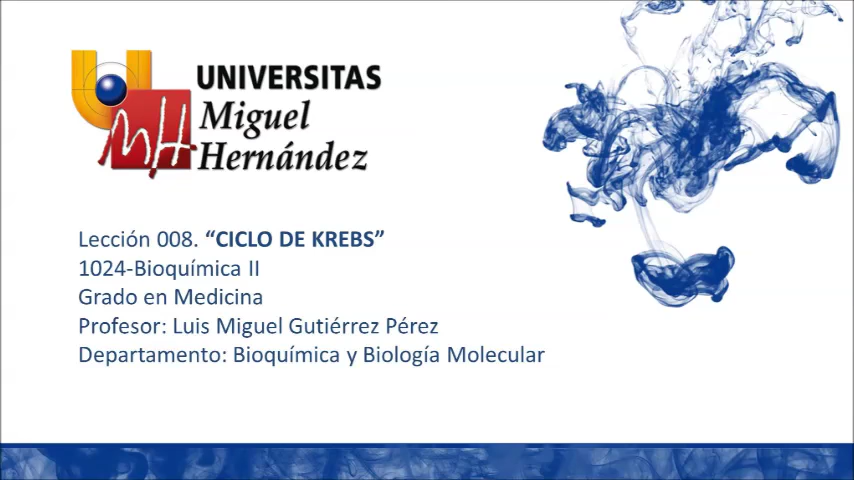 UNIVERSITAS
Miguel
Hernández
MH
Lección 008. “CICLO DE KREBS”
1024-Bioquímica II
Grado en Medicina
Profesor: Luis Miguel Gutiérrez Pérez
Departamento: Bioquímica y Biología Molecular